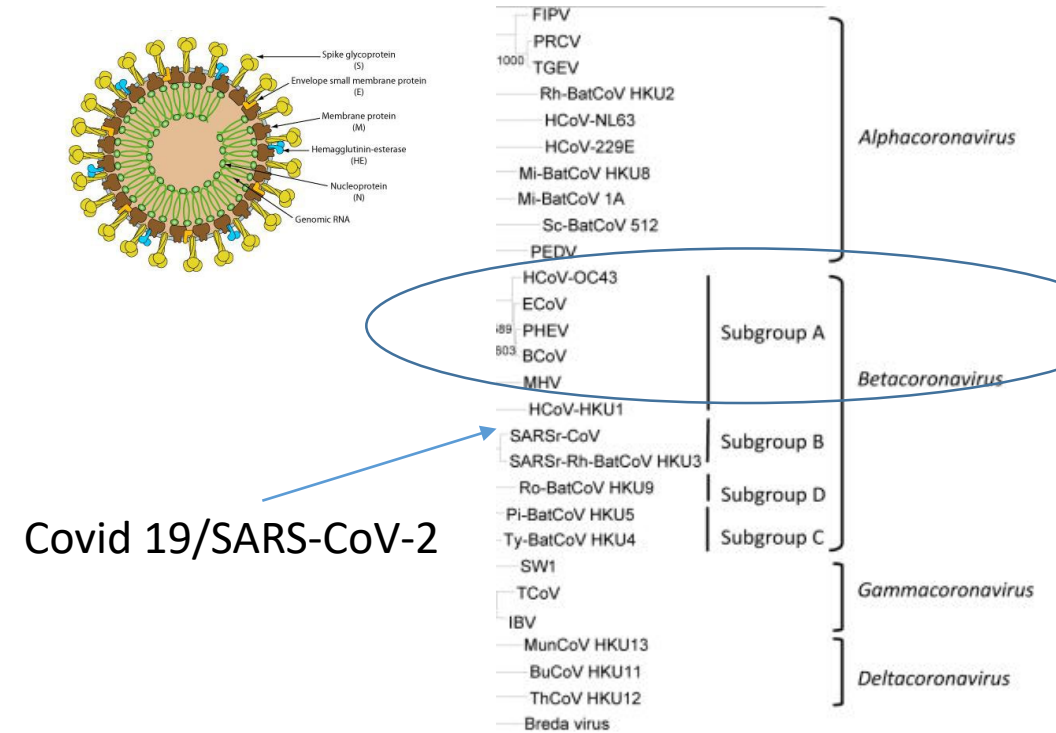 Spike glycoprotein
(S)
Envelope small membrane protein
(E)
Membrane protein
(M)
Hemagglutinin-esterase
(HE)
Nucleoprotein
(N)
Genomic RNA
Covid 19/SARS-CoV-2
FIPV
PRCV
1000
TGEV
Rh-BatCoV HKU2
HCoV-NL63
HCoV-229E
Mi-BatCoV HKU8
Mi-BatCoV 1A
Sc-BatCoV 512
PEDV
Alphacoronavirus
HCoV-OC43
ECoV
PHEV
BCoV
603
MHV
HCoV-HKU1
Subgroup A
SARSr-CoV
SARSr-Rh-BatCoV HKU3
Subgroup B
Ro-BatCoV HKU9
Subgroup D
Pi-BatCoV HKU5
Ty-BatCoV HKU4
Subgroup C
Betacoronavirus
SW1
TCoV
IBV
Gammacoronavirus
MunCoV HKU13
BuCoV HKU11
ThCoV HKU12
Deltacoronavirus
Breda virus